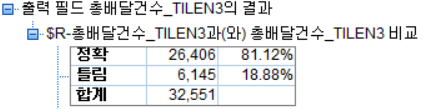 출력 필드 총배달건수_TILEN3의 결과
$R-총배달건수_TILEN3과(와) 총배달건수_TILEN3 비교
정확 26,406 81.12%
틀림 6,145 18.88%
합계 32,551